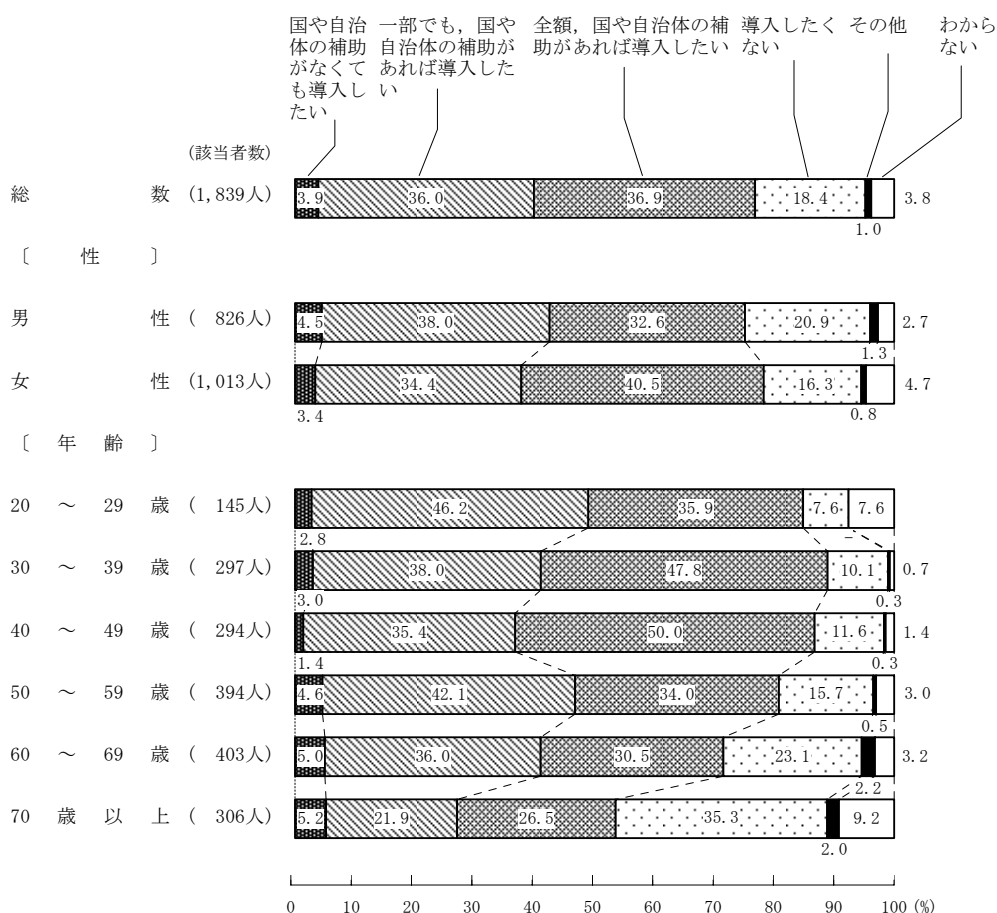 国や自治
体の補助
がなくて
も導入し
たい
一部でも，国や
自治体の補助が
あれば導入した
い
全額，国や自治体の補
助があれば導入したい
導入したく
ない
その他
わから
ない
(該当者数)
総 数 (1,839人) 3.9 36.0 36.9 18.4 3.8
1.0
〔 性 〕
男 性 ( 826人) 4.5 38.0 32.6 20.9 2.7
1.3
女 性 (1,013人) 34.4 40.5 16.3 4.7
3.4 0.8
〔 年 齢 〕
20 ～ 29 歳 ( 145人) 46.2 35.9 7.6 7.6
2.8 －
30 ～ 39 歳 ( 297人) 38.0 47.8 10.1 0.7
3.0 0.3
40 ～ 49 歳 ( 294人) 35.4 50.0 11.6 1.4
1.4 0.3
50 ～ 59 歳 ( 394人) 4.6 42.1 34.0 15.7 3.0
0.5
60 ～ 69 歳 ( 403人) 5.0 36.0 30.5 23.1 3.2
2.2
70 歳 以 上 ( 306人) 5.2 21.9 26.5 35.3 9.2
2.0
0 10 20 30 40 50 60 70 80 90 100 (%)